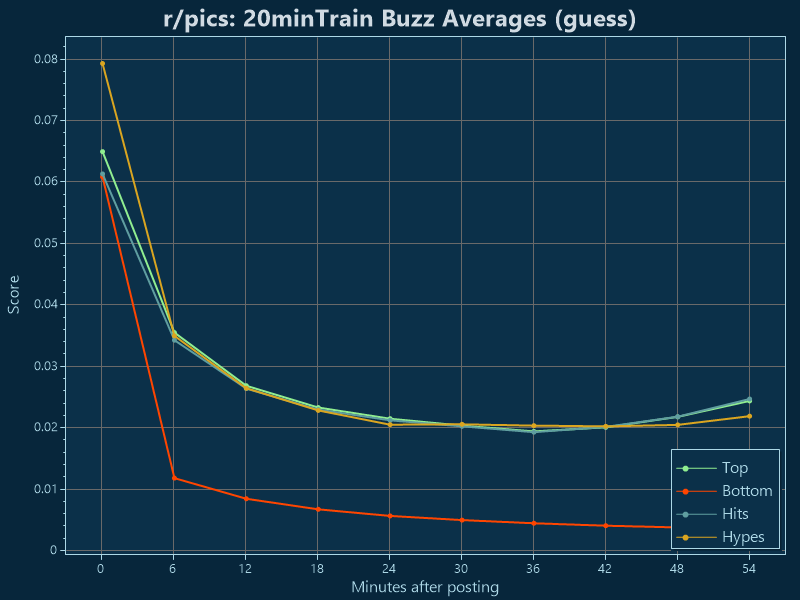 r/pics: 20minTrain Buzz Averages (guess)
0.08
0.07
0.06
0.05
0.04
0.03
0.02
0.01
0
Score
0 6 12 18 24 30 36 42 48 54
Minutes after posting
Top
Bottom
Hits
Hypes